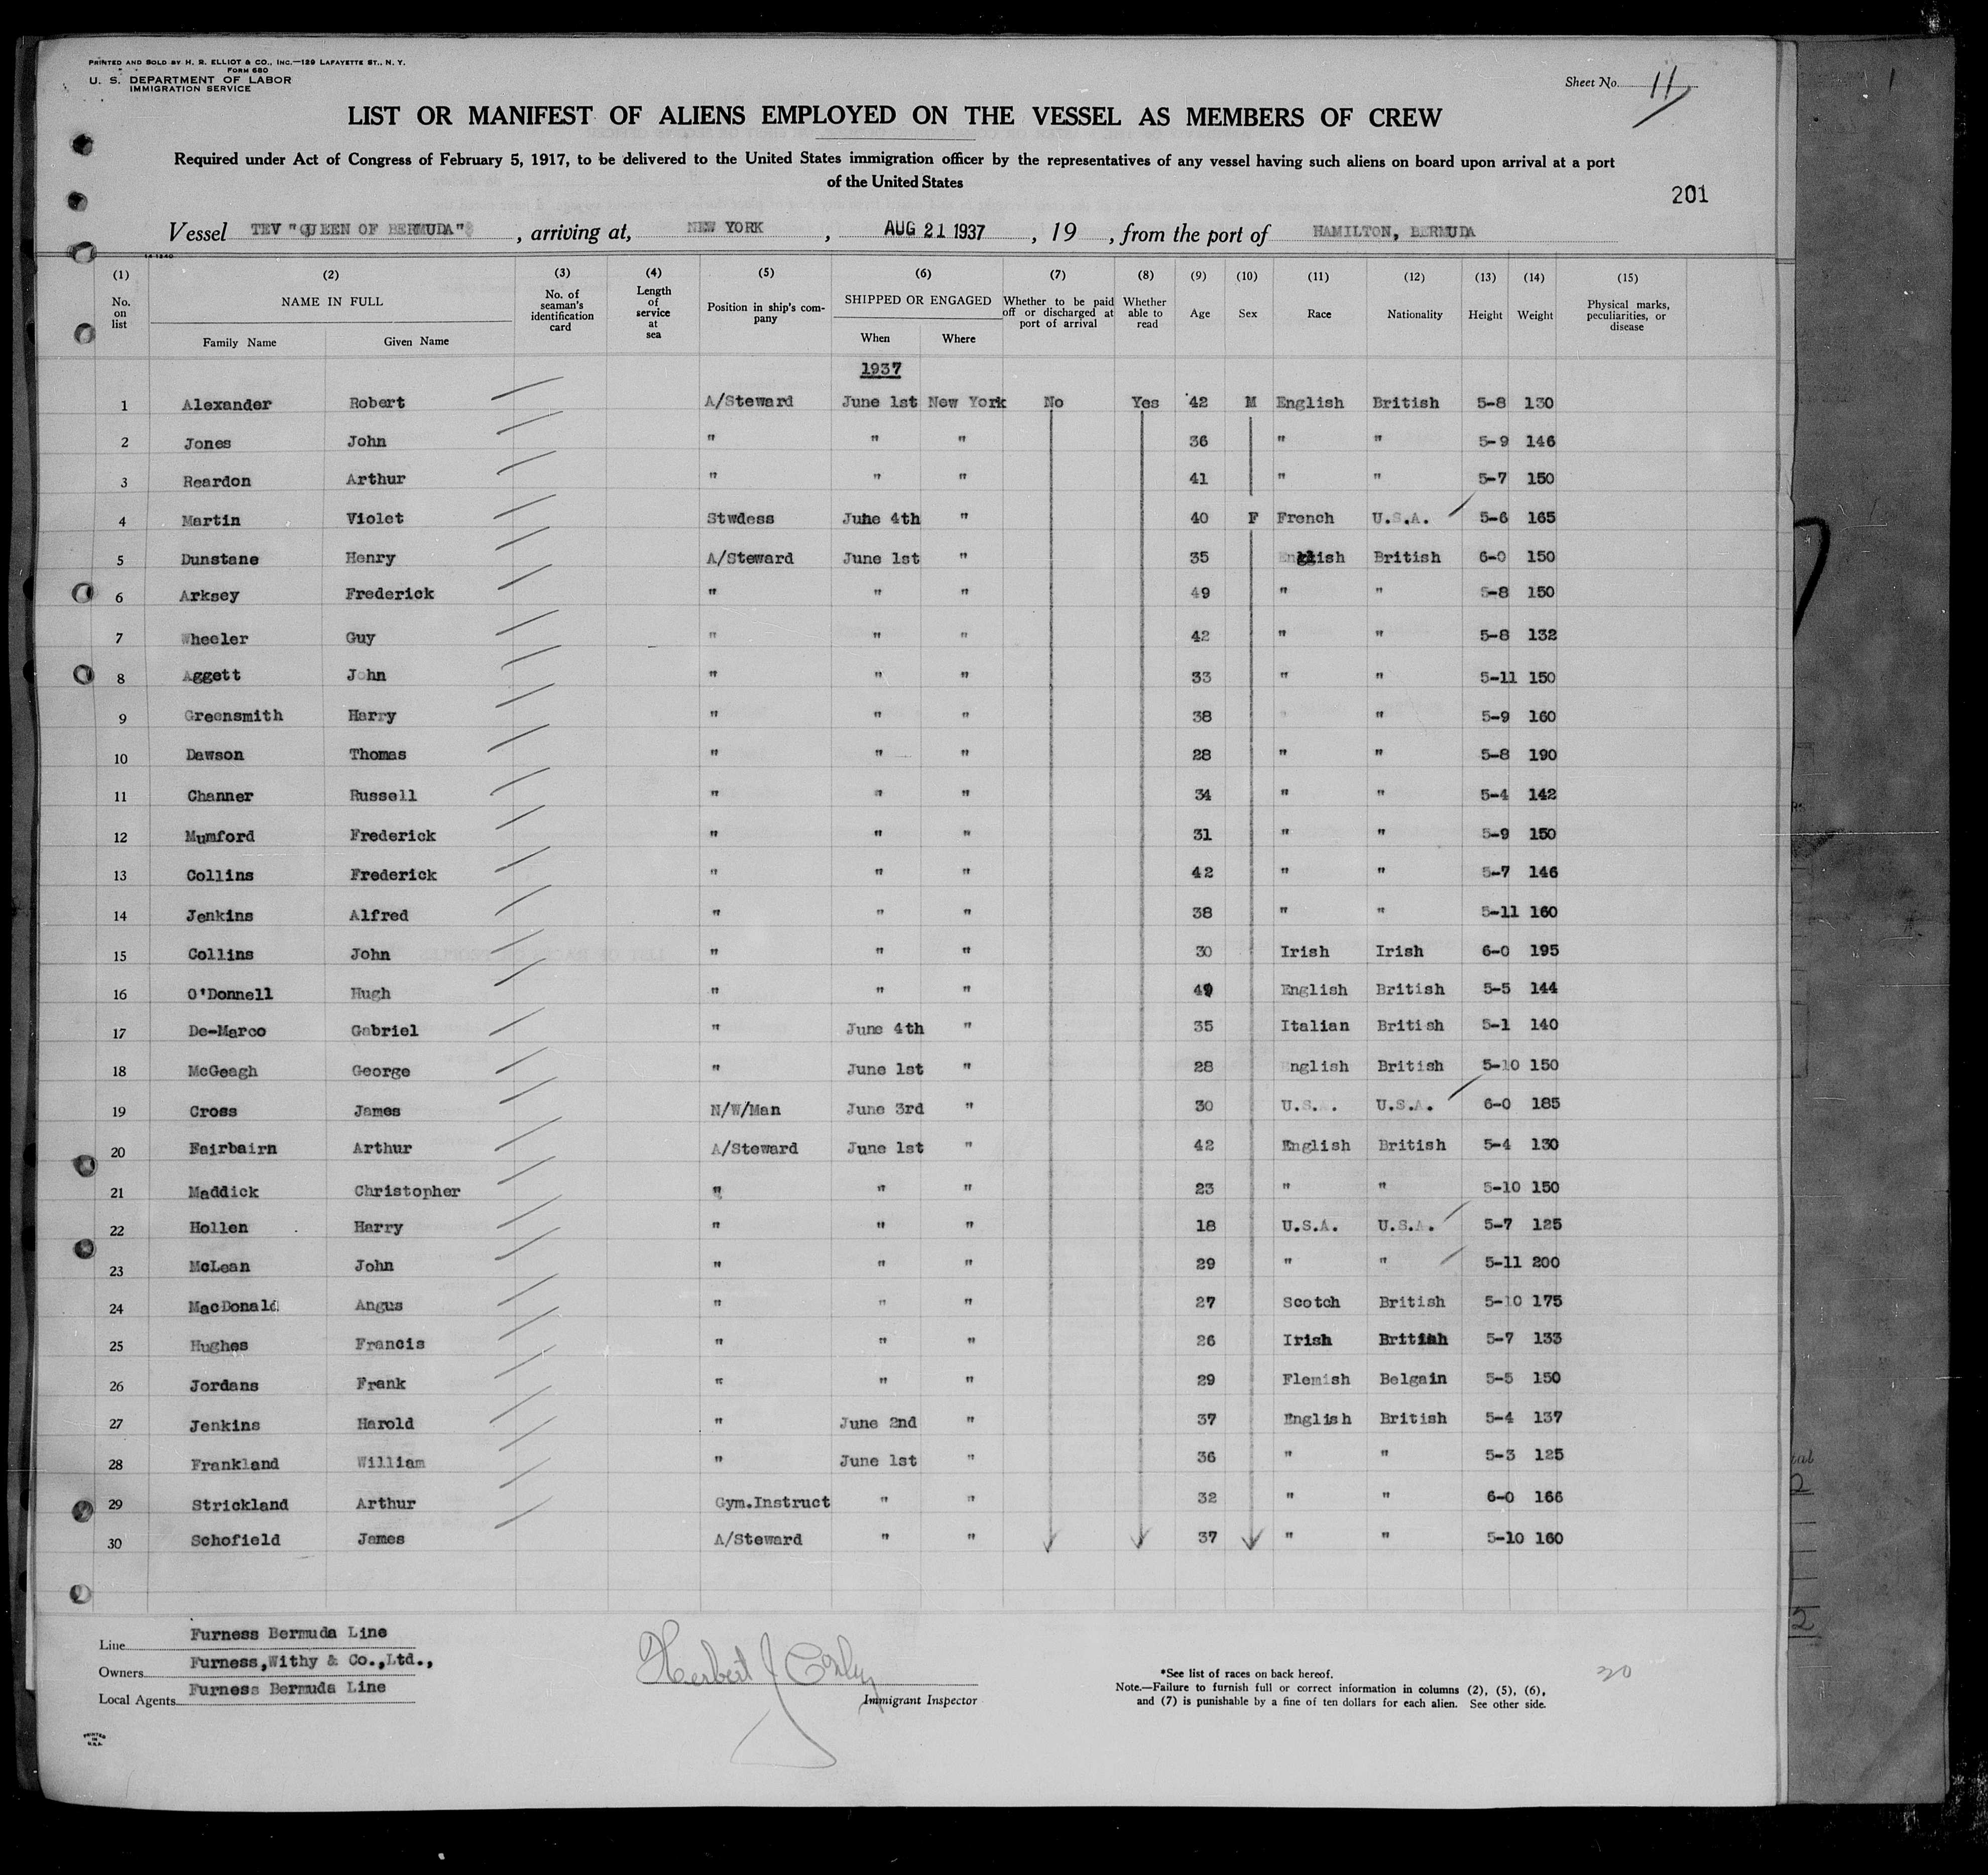 PRINTED AND SOLD BY H. R. ELLIOT & CO., INC.—129 LAFAYETTE ST., N. Y.
FORM 680
U. S. DEPARTMENT OF LABOR
IMMIGRATION SERVICE
Sheet No. 11
LIST OR MANIFEST OF ALIENS EMPLOYED ON THE VESSEL AS MEMBERS OF CREW
Required under Act of Congress of February 5, 1917, to be delivered to the United States immigration officer by the representatives of any vessel having such aliens on board upon arrival at a port
of the United States
201
Vessel TEV "QUEEN OF BERMUDA" , arriving at, NEW YORK , AUG 21 1937 , 19 , from the port of HAMILTON, BERMUDA
(1) (2) (3) (4) (5) (6) (7) (8) (9) (10) (11) (12) (13) (14) (15)
No. on list NAME IN FULL Family Name Given Name No. of seaman's identification card Length of service at sea Position in ship's company SHIPPED OR ENGAGED When Where Whether to be paid off or discharged at port of arrival Whether able to read Age Sex Race Nationality Height Weight Physical marks, peculiarities, or disease
1937
1 Alexander Robert A/Steward June 1st New York No Yes 42 M English British 5-8 130
2 Jones John " " " 36 " " 5-9 146
3 Reardon Arthur " " " 41 " " 5-7 150
4 Martin Violet Stwdess June 4th " 40 F French U.S.A. 5-6 165
5 Dunstane Henry A/Steward June 1st " 35 English British 6-0 150
6 Arksey Frederick " " " 49 " " 5-8 150
7 Wheeler Guy " " " 42 " " 5-8 132
8 Aggett John " " " 33 " " 5-11 150
9 Greensmith Harry " " " 38 " " 5-9 160
10 Dawson Thomas " " " 28 " " 5-8 190
11 Channer Russell " " " 34 " " 5-4 142
12 Mumford Frederick " " " 31 " " 5-9 150
13 Collins Frederick " " " 42 " " 5-7 146
14 Jenkins Alfred " " " 38 " " 5-11 160
15 Collins John " " " 30 Irish Irish 6-0 195
16 O'Donnell Hugh " " " 49 English British 5-5 144
17 De-Marco Gabriel " June 4th " 35 Italian British 5-1 140
18 McGeagh George " June 1st " 28 English British 5-10 150
19 Cross James N/W/Man June 3rd " 30 U.S.A. U.S.A. 6-0 185
20 Fairbairn Arthur A/Steward June 1st " 42 English British 5-4 130
21 Maddick Christopher " " " 23 " " 5-10 150
22 Hollen Harry " " " 18 U.S.A. U.S.A. 5-7 125
23 McLean John " " " 29 " " 5-11 200
24 MacDonald Angus " " " 27 Scotch British 5-10 175
25 Hughes Francis " " " 26 Irish British 5-7 133
26 Jordans Frank " " " 29 Flemish Belgain 5-5 150
27 Jenkins Harold " June 2nd " 37 English British 5-4 137
28 Frankland William " June 1st " 36 " " 5-3 125
29 Strickland Arthur Gym.Instruct " " 32 " " 6-0 166
30 Schofield James A/Steward " " 37 " " 5-10 160
Line Furness Bermuda Line
Owners Furness,Withy & Co.,Ltd.,
Local Agents Furness Bermuda Line
Herbert J
Immigrant Inspector
*See list of races on back hereof.
Note.—Failure to furnish full or correct information in columns (2), (5), (6),
and (7) is punishable by a fine of ten dollars for each alien. See other side.
PRINTED
IN
U.S.A.